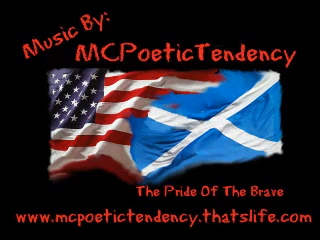 Music By:
MCPoeticTendency
The Pride Of The Brave
www.mcpoetictendency.thatslife.com